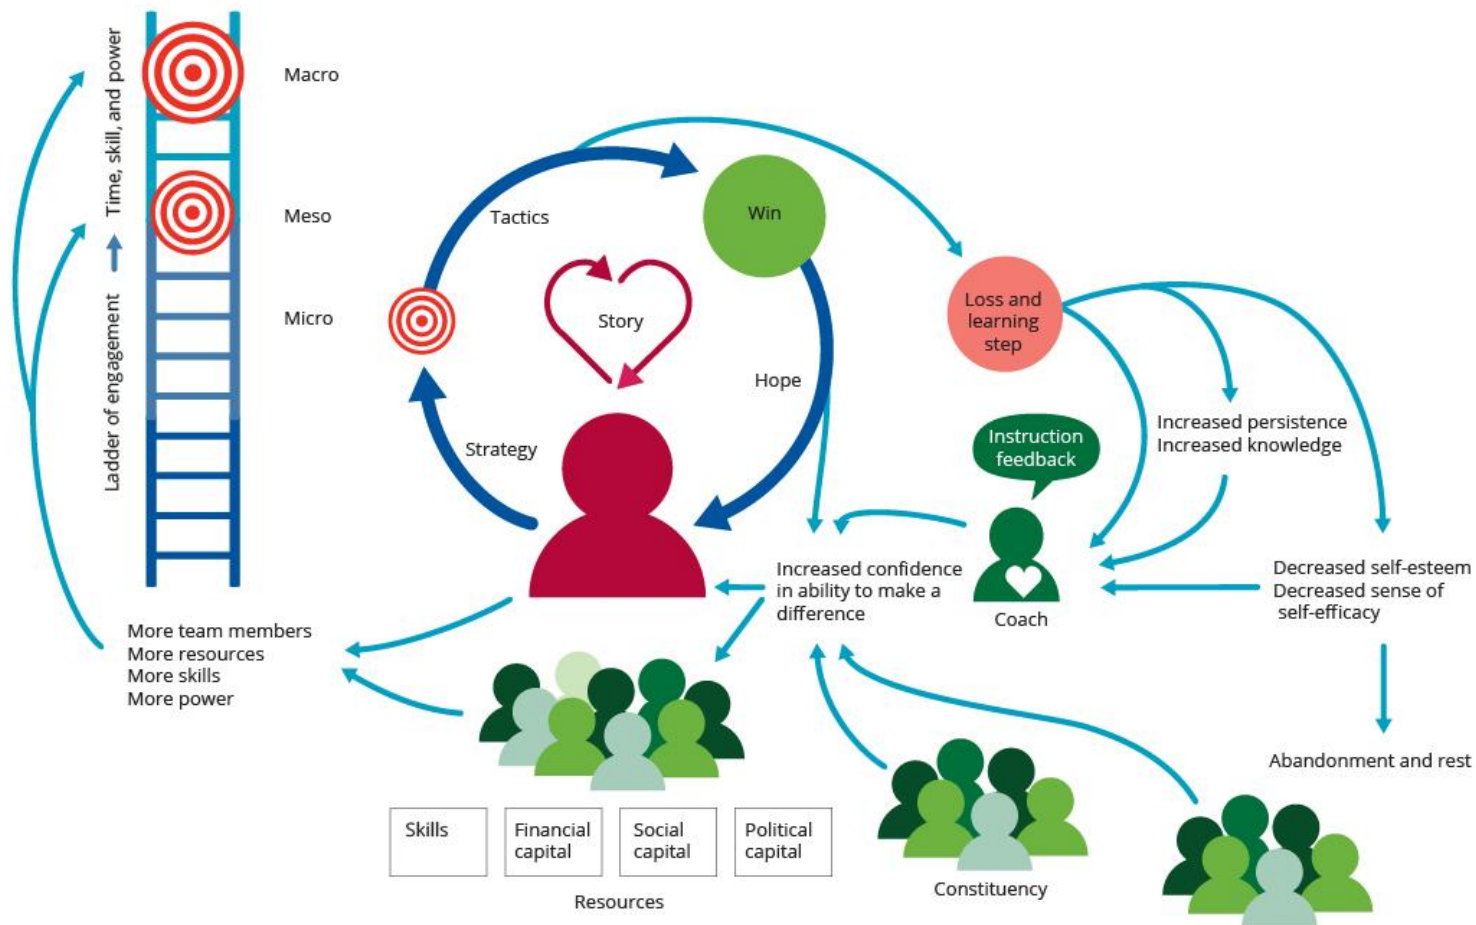 Time, skill, and power
Ladder of engagement
Macro
Meso
Micro
Tactics
Win
Story
Hope
Strategy
Loss and
learning
step
Instruction
feedback
Increased persistence
Increased knowledge
Increased confidence
in ability to make a
difference
Coach
Decreased self-esteem
Decreased sense of
self-efficacy
More team members
More resources
More skills
More power
Abandonment and rest
Skills
Financial
capital
Social
capital
Political
capital
Resources
Constituency